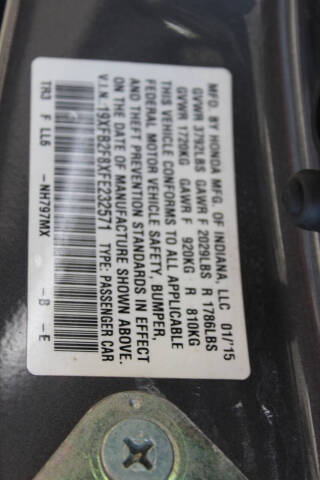 MFD. BY HONDA MFG. OF INDIANA, LLC 01/15
GVWR 3792LBS GAWR F 2029LBS R 1786LBS
GVWR 1720KG GAWR F 920KG R 810KG
THIS VEHICLE CONFORMS TO ALL APPLICABLE
FEDERAL MOTOR VEHICLE SAFETY, BUMPER,
AND THEFT PREVENTION STANDARDS IN EFFECT
ON THE DATE OF MANUFACTURE SHOWN ABOVE.
V.I.N.:19XFB2F8XFE232571 TYPE: PASSENGER CAR
TR3 F LL6 -NH797MX -B -E